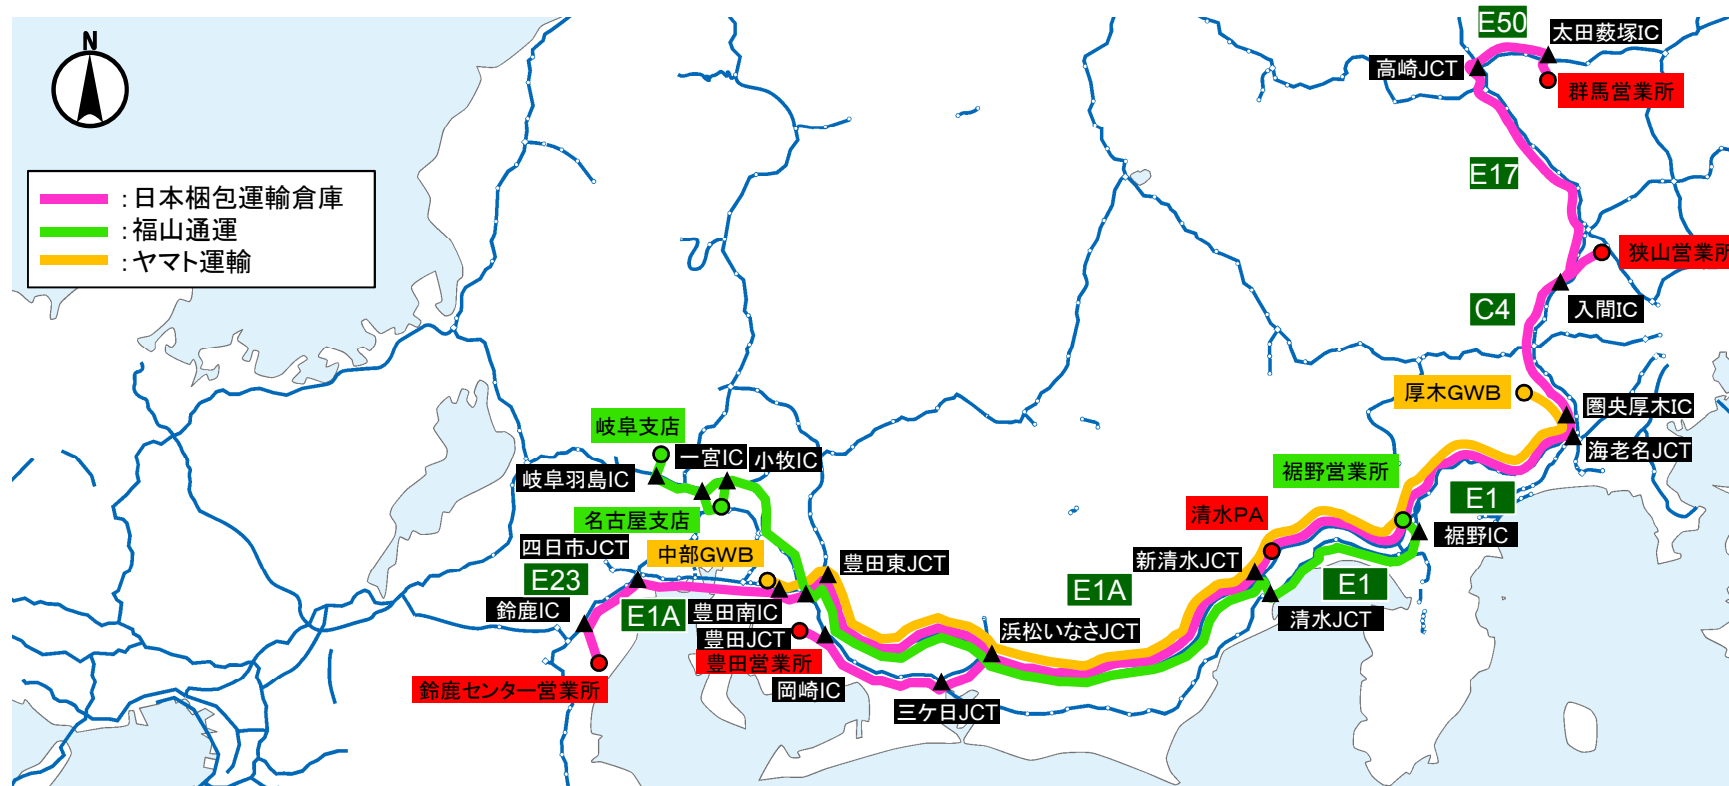 N
:日本梱包運輸倉庫
:福山通運
:ヤマト運輸
E50
太田薮塚IC
高崎JCT
群馬営業所
E17
狭山営業所
C4
入間IC
厚木GWB
圏央厚木IC
海老名JCT
岐阜支店
一宮IC
小牧IC
岐阜羽島IC
裾野営業所
E1
名古屋支店
清水PA
裾野IC
四日市JCT
中部GWB
豊田東JCT
新清水JCT
E23
E1A
E1
鈴鹿IC
E1A
豊田南IC
清水JCT
豊田JCT
浜松いなさJCT
豊田営業所
鈴鹿センター営業所
岡崎IC
三ケ日JCT